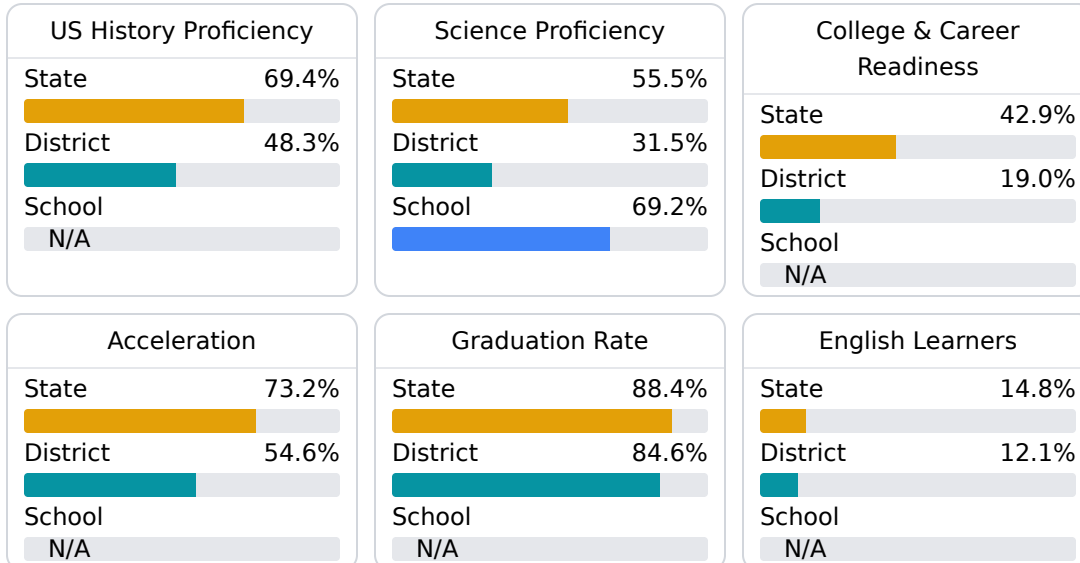 US History Proficiency
State 69.4%
District 48.3%
School
N/A
Science Proficiency
State 55.5%
District 31.5%
School 69.2%
College & Career
Readiness
State 42.9%
District 19.0%
School
N/A
Acceleration
State 73.2%
District 54.6%
School
N/A
Graduation Rate
State 88.4%
District 84.6%
School
N/A
English Learners
State 14.8%
District 12.1%
School
N/A